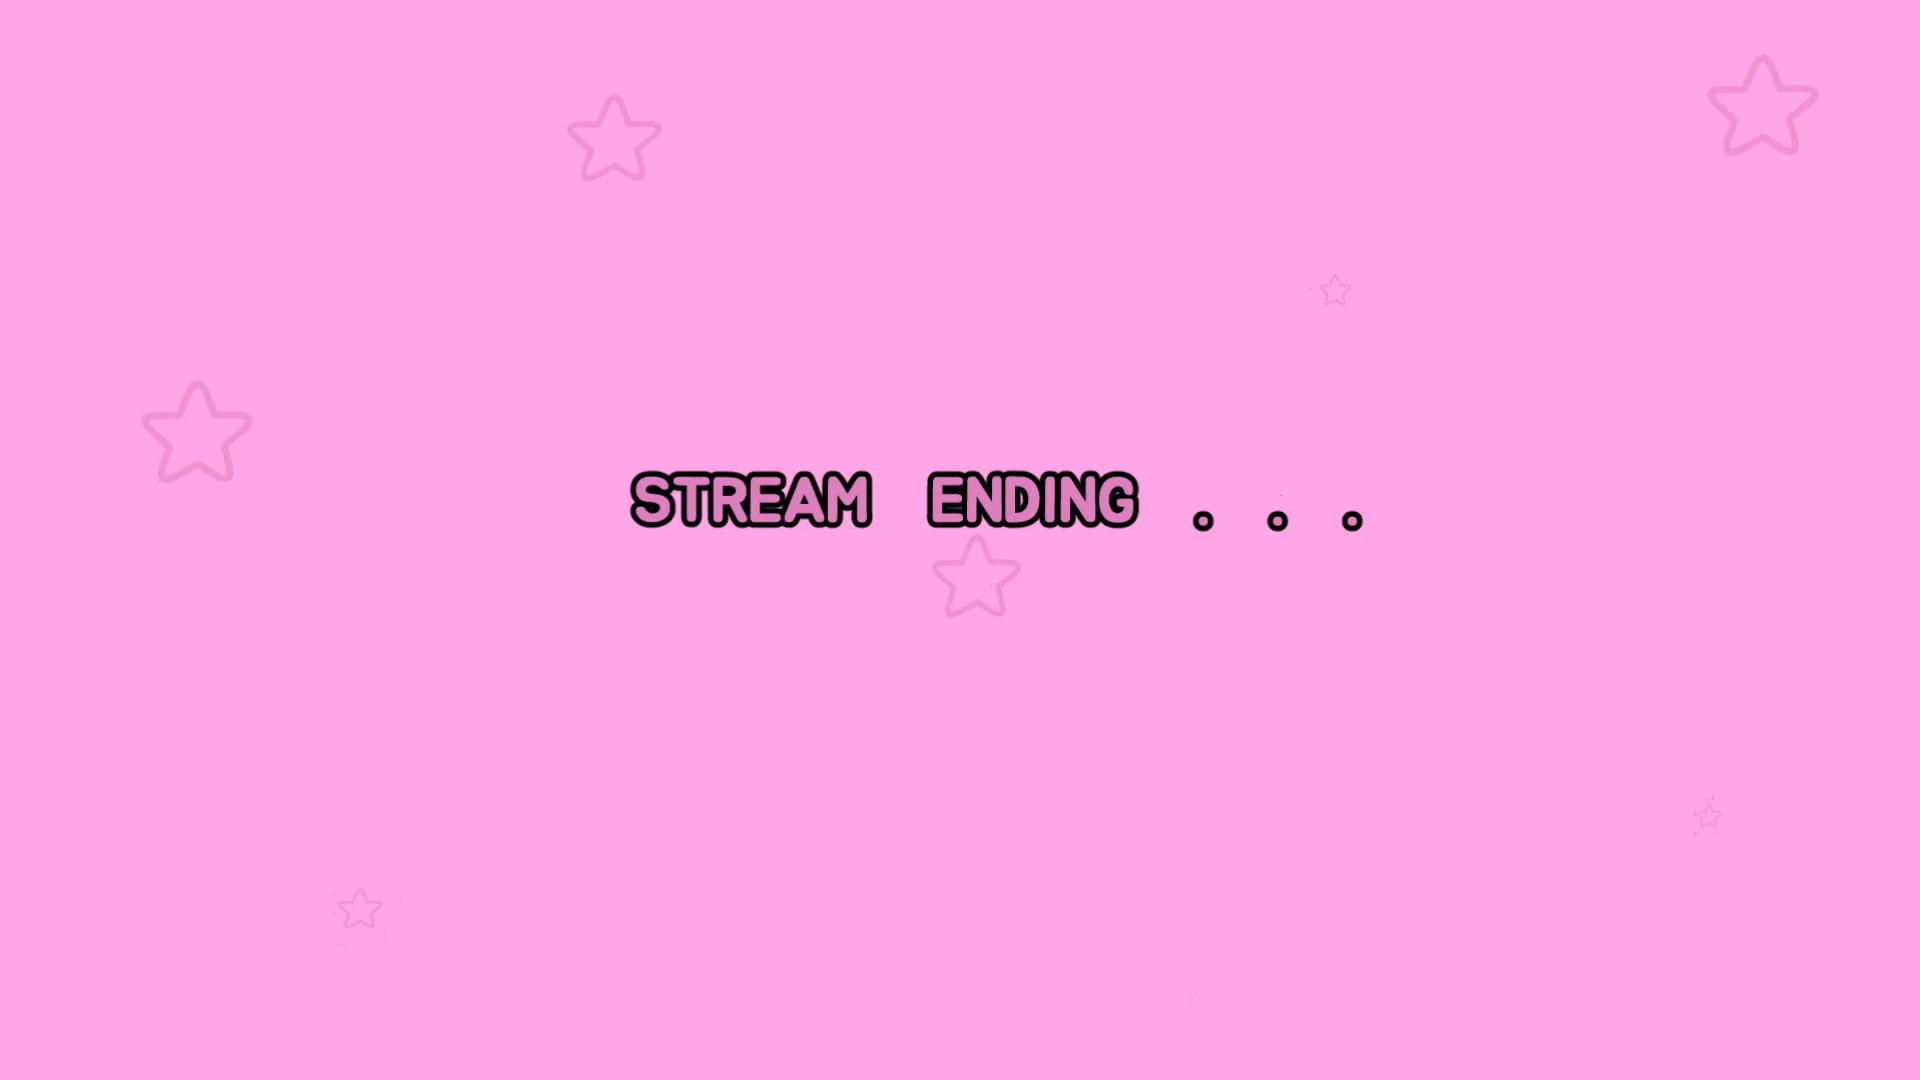 STREAM ENDING . . .